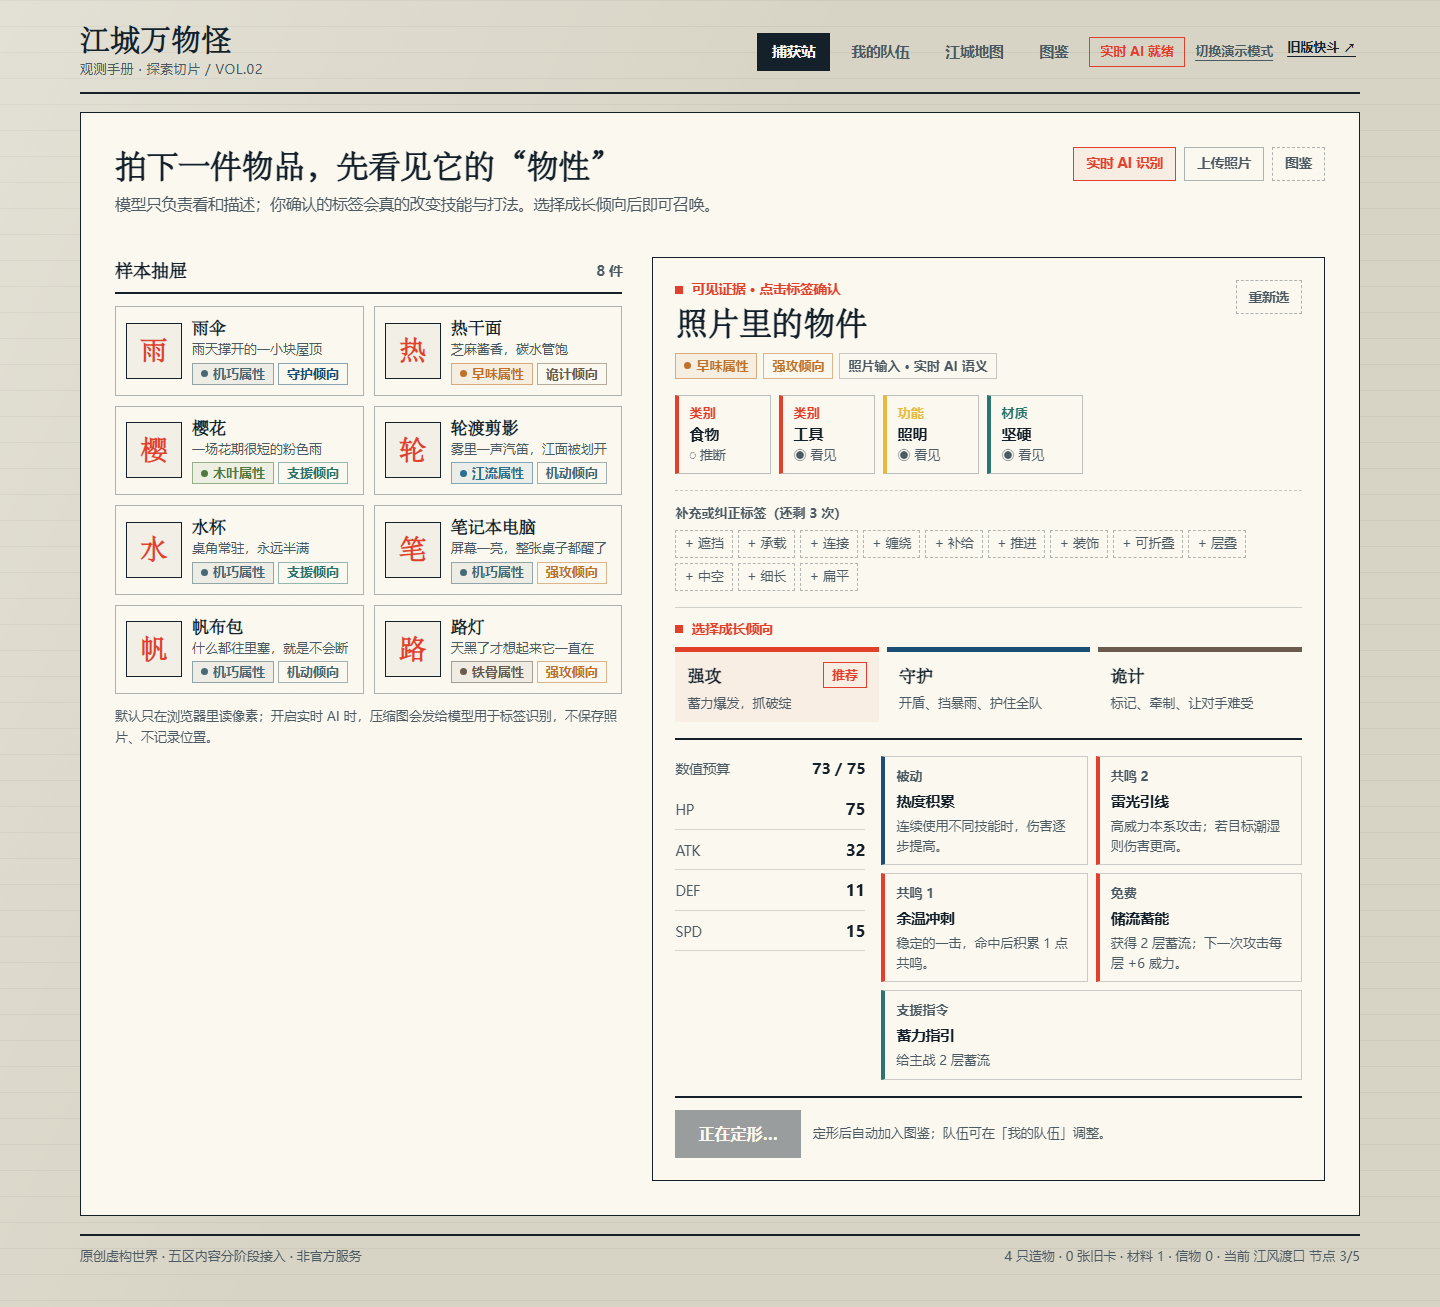 江城万物怪
观测手册 · 探索切片 / VOL.02
捕获站
我的队伍
江城地图
图鉴
实时 AI 就绪
切换演示模式
旧版快斗 ↗
拍下一件物品，先看见它的“物性”
模型只负责看和描述；你确认的标签会真的改变技能与打法。选择成长倾向后即可召唤。
实时 AI 识别
上传照片
图鉴
样本抽屉
8 件
雨
雨伞
雨天撑开的一小块屋顶
机巧属性
守护倾向
热
热干面
芝麻酱香，碳水管饱
早味属性
诡计倾向
樱
樱花
一场花期很短的粉色雨
木叶属性
支援倾向
轮
轮渡剪影
雾里一声汽笛，江面被划开
江流属性
机动倾向
水
水杯
桌角常驻，永远半满
机巧属性
支援倾向
笔
笔记本电脑
屏幕一亮，整张桌子都醒了
机巧属性
强攻倾向
帆
帆布包
什么都往里塞，就是不会断
机巧属性
机动倾向
路
路灯
天黑了才想起来它一直在
铁骨属性
强攻倾向
默认只在浏览器里读像素；开启实时 AI 时，压缩图会发给模型用于标签识别，不保存照
片、不记录位置。
可见证据 • 点击标签确认
重新选
照片里的物件
早味属性
强攻倾向
照片输入 • 实时 AI 语义
类别
食物
○ 推断
类别
工具
◉ 看见
功能
照明
◉ 看见
材质
坚硬
◉ 看见
补充或纠正标签（还剩 3 次）
+ 遮挡
+ 承载
+ 连接
+ 缠绕
+ 补给
+ 推进
+ 装饰
+ 可折叠
+ 层叠
+ 中空
+ 细长
+ 扁平
选择成长倾向
强攻
推荐
蓄力爆发，抓破绽
守护
开盾、挡暴雨、护住全队
诡计
标记、牵制、让对手难受
数值预算
73 / 75
HP
75
ATK
32
DEF
11
SPD
15
被动
热度积累
连续使用不同技能时，伤害逐
步提高。
共鸣 2
雷光引线
高威力本系攻击；若目标潮湿
则伤害更高。
共鸣 1
余温冲刺
稳定的一击，命中后积累 1 点
共鸣。
免费
储流蓄能
获得 2 层蓄流；下一次攻击每
层 +6 威力。
支援指令
蓄力指引
给主战 2 层蓄流
正在定形…
定形后自动加入图鉴；队伍可在「我的队伍」调整。
原创虚构世界 · 五区内容分阶段接入 · 非官方服务
4 只造物 · 0 张旧卡 · 材料 1 · 信物 0 · 当前 江风渡口 节点 3/5